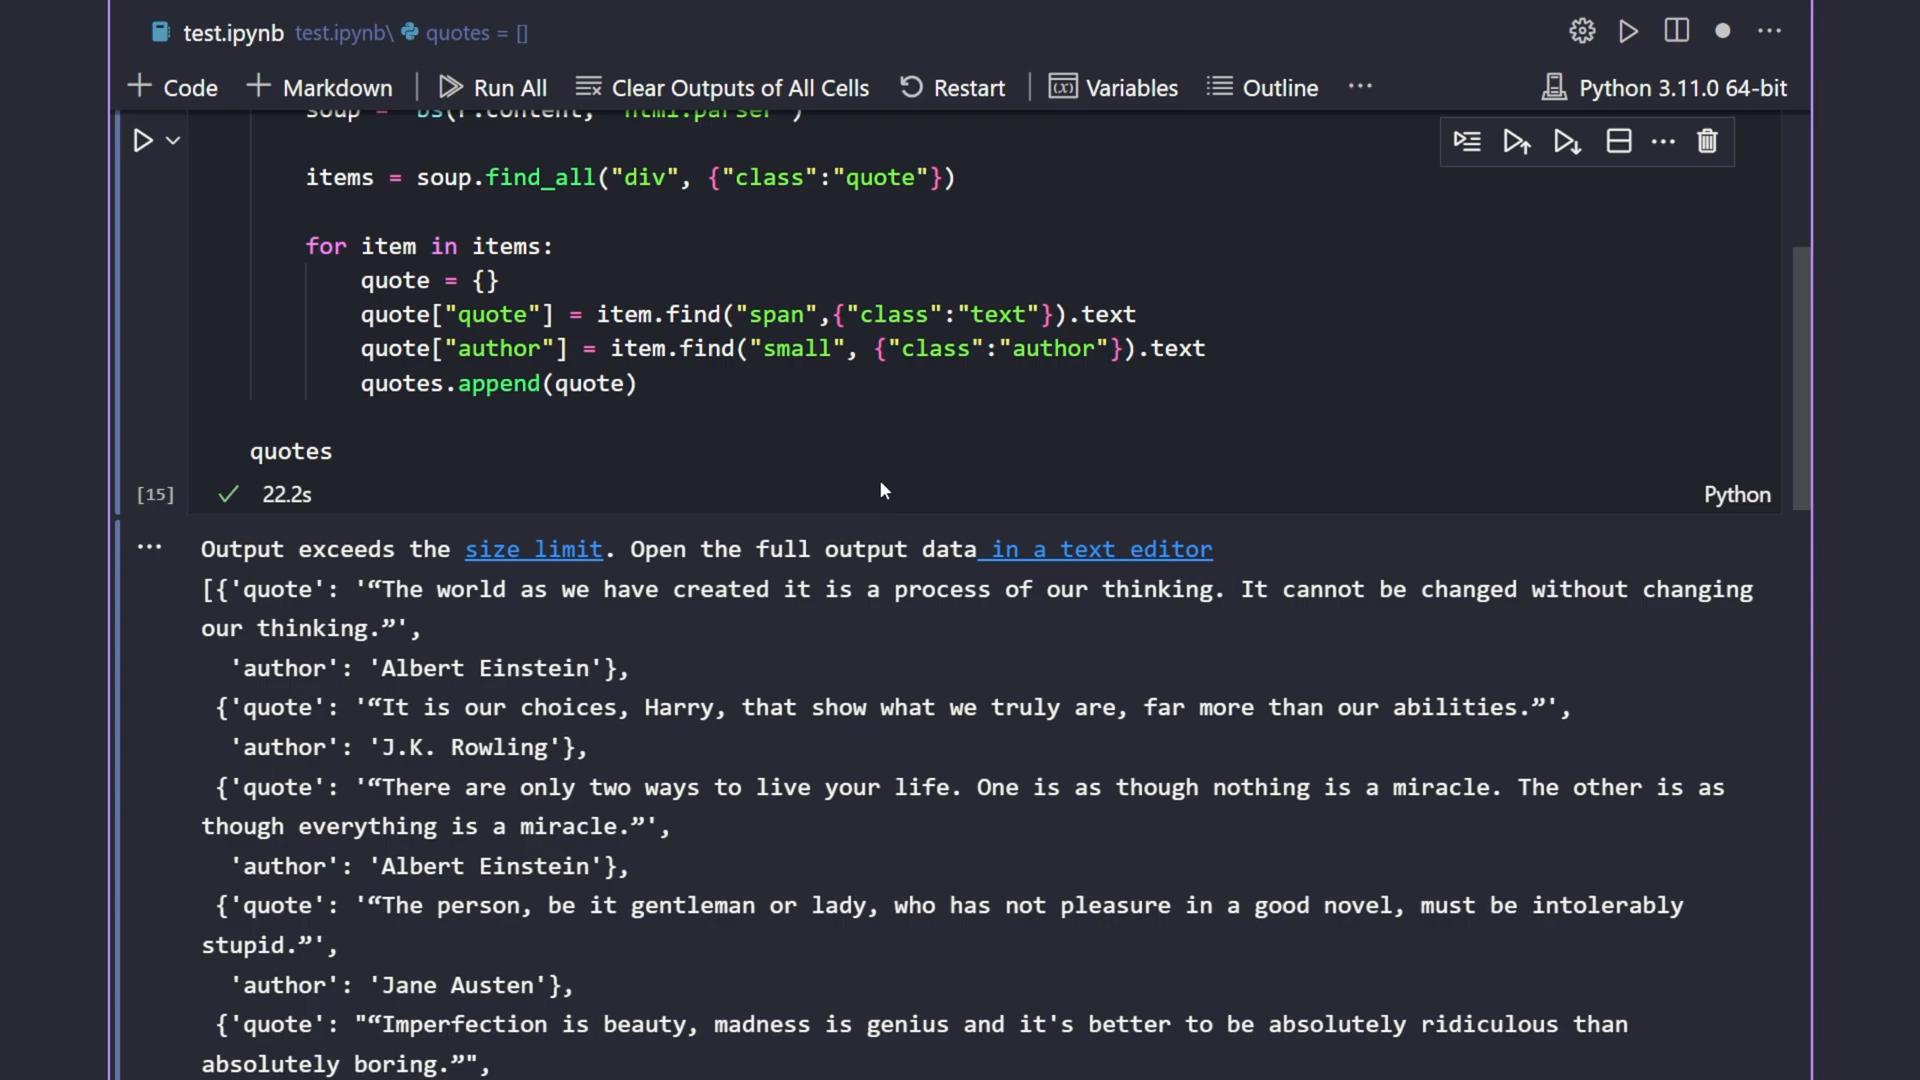 test.ipynb test.ipynb\ quotes = []
Code Markdown Run All Clear Outputs of All Cells Restart Variables Outline ... Python 3.11.0 64-bit
soup = bs(r.content, "html.parser")
items = soup.find_all("div", {"class":"quote"})
for item in items:
quote = {}
quote["quote"] = item.find("span",{"class":"text"}).text
quote["author"] = item.find("small", {"class":"author"}).text
quotes.append(quote)
quotes
[15] 22.2s Python
... Output exceeds the size limit. Open the full output data in a text editor
[{'quote': '“The world as we have created it is a process of our thinking. It cannot be changed without changing
our thinking.”',
'author': 'Albert Einstein'},
{'quote': '“It is our choices, Harry, that show what we truly are, far more than our abilities.”',
'author': 'J.K. Rowling'},
{'quote': '“There are only two ways to live your life. One is as though nothing is a miracle. The other is as
though everything is a miracle.”',
'author': 'Albert Einstein'},
{'quote': '“The person, be it gentleman or lady, who has not pleasure in a good novel, must be intolerably
stupid.”',
'author': 'Jane Austen'},
{'quote': "“Imperfection is beauty, madness is genius and it's better to be absolutely ridiculous than
absolutely boring.”",